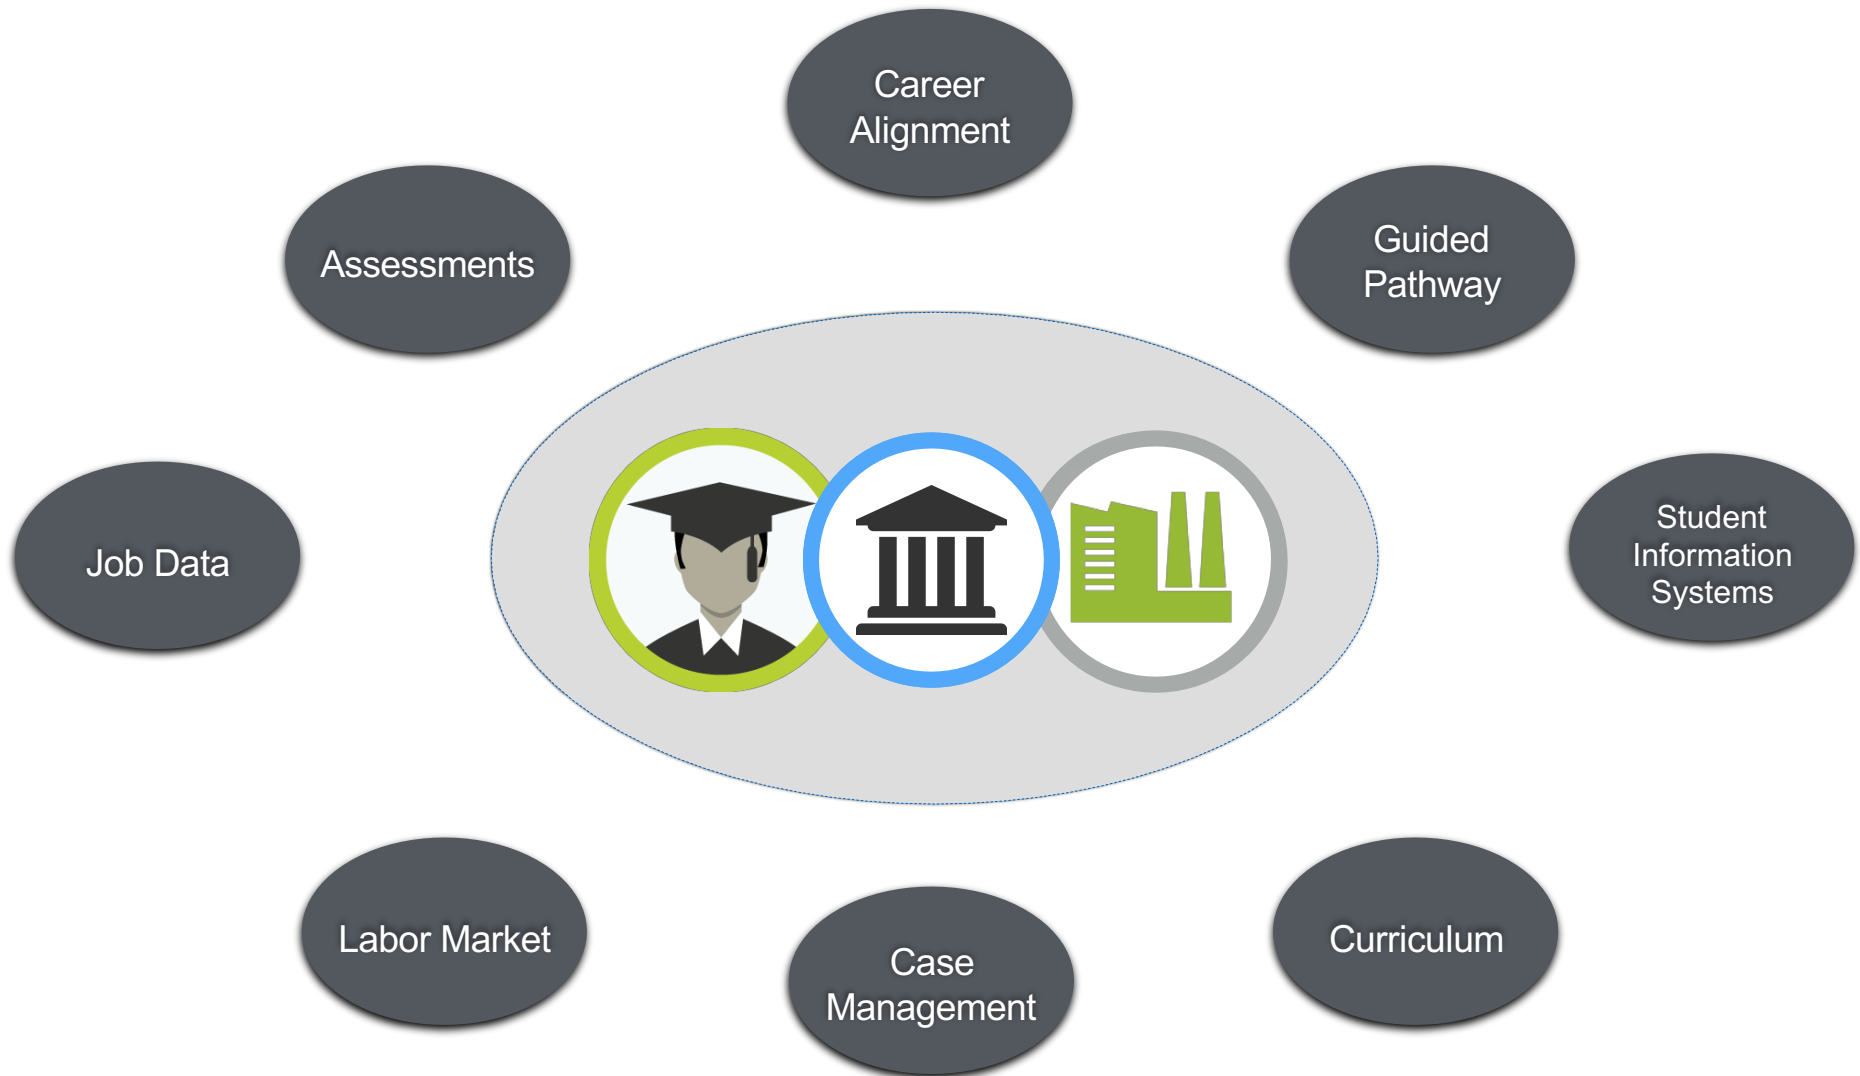 Career
Alignment
Assessments
Guided
Pathway
Job Data
Student
Information
Systems
Labor Market
Case
Management
Curriculum